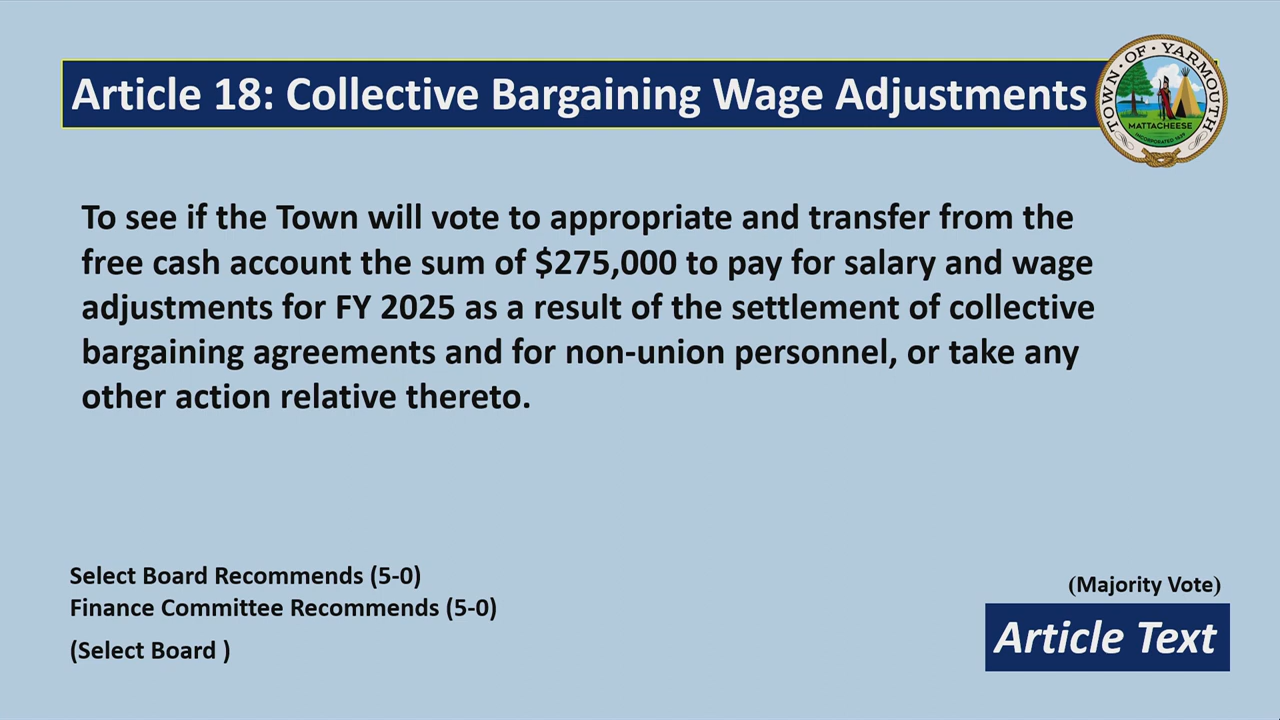 Article 18: Collective Bargaining Wage Adjustments
TOWN · OF · YARMOUTH
MATTACHEESE
INCORPORATED 1639
To see if the Town will vote to appropriate and transfer from the
free cash account the sum of $275,000 to pay for salary and wage
adjustments for FY 2025 as a result of the settlement of collective
bargaining agreements and for non-union personnel, or take any
other action relative thereto.
Select Board Recommends (5-0)
Finance Committee Recommends (5-0)
(Select Board )
(Majority Vote)
Article Text